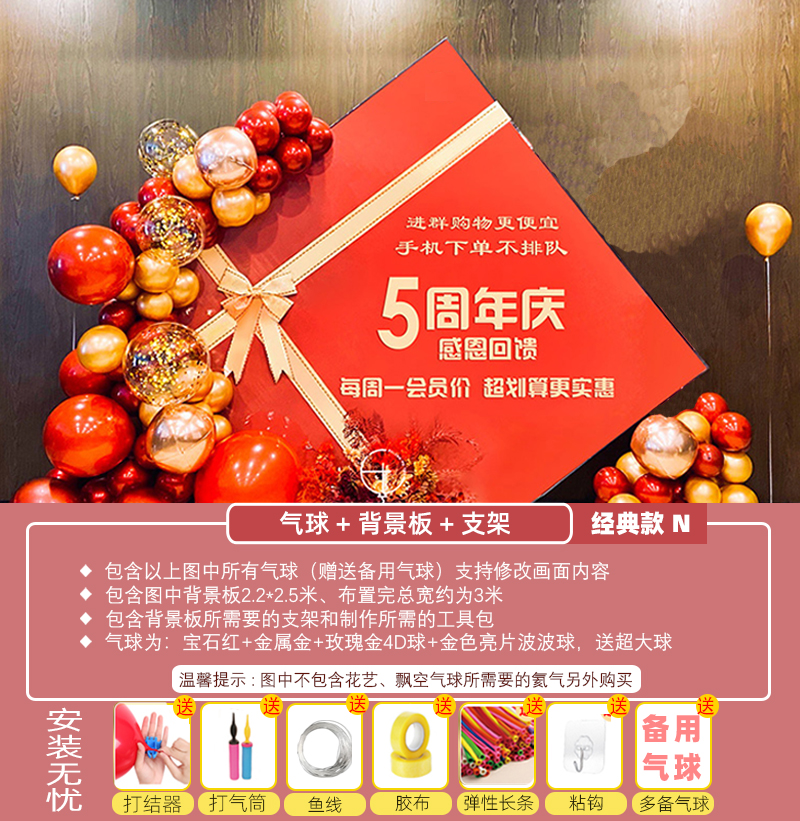 进群购物更便宜
手机下单不排队
5周年庆
感恩回馈
每周一会员价 超划算更实惠
气球+背景板+支架
经典款 N
◆ 包含以上图中所有气球（赠送备用气球）支持修改画面内容
◆ 包含图中背景板2.2*2.5米、布置完总宽约为3米
◆ 包含背景板所需要的支架和制作所需的工具包
◆ 气球为：宝石红+金属金+玫瑰金4D球+金色亮片波波球，送超大球
温馨提示:图中不包含花艺、飘空气球所需要的氦气另外购买
安装无忧
送 送 送 送 送 送 送
备用
气球
打结器 打气筒 鱼线 胶布 弹性长条 粘钩 多备气球